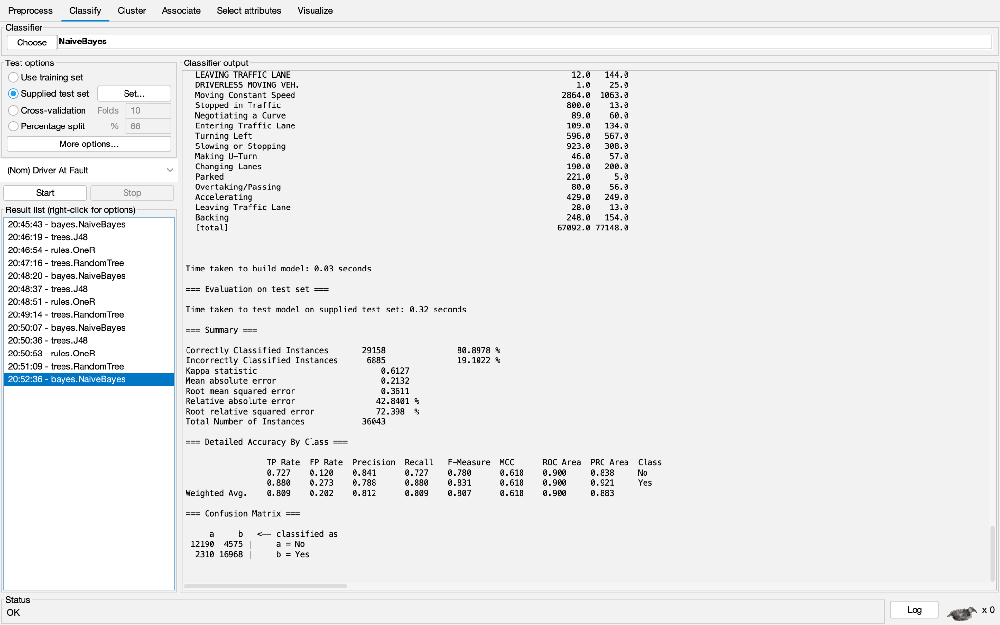 Preprocess Classify Cluster Associate Select attributes Visualize
Classifier
Choose NaiveBayes
Test options
Use training set
Supplied test set Set...
Cross-validation Folds 10
Percentage split % 66
More options...
(Nom) Driver At Fault
Start Stop
Result list (right-click for options)
20:45:43 - bayes.NaiveBayes
20:46:19 - trees.J48
20:46:54 - rules.OneR
20:47:16 - trees.RandomTree
20:48:20 - bayes.NaiveBayes
20:48:37 - trees.J48
20:48:51 - rules.OneR
20:49:14 - trees.RandomTree
20:50:07 - bayes.NaiveBayes
20:50:36 - trees.J48
20:50:53 - rules.OneR
20:51:09 - trees.RandomTree
20:52:36 - bayes.NaiveBayes
Classifier output
LEAVING TRAFFIC LANE 12.0 144.0
DRIVERLESS MOVING VEH. 1.0 25.0
Moving Constant Speed 2864.0 1063.0
Stopped in Traffic 800.0 13.0
Negotiating a Curve 89.0 60.0
Entering Traffic Lane 109.0 134.0
Turning Left 596.0 567.0
Slowing or Stopping 923.0 308.0
Making U-Turn 46.0 57.0
Changing Lanes 190.0 200.0
Parked 221.0 5.0
Overtaking/Passing 80.0 56.0
Accelerating 429.0 249.0
Leaving Traffic Lane 28.0 13.0
Backing 248.0 154.0
[total] 67092.0 77148.0
Time taken to build model: 0.03 seconds
=== Evaluation on test set ===
Time taken to test model on supplied test set: 0.32 seconds
=== Summary ===
Correctly Classified Instances 29158 80.8978 %
Incorrectly Classified Instances 6885 19.1022 %
Kappa statistic 0.6127
Mean absolute error 0.2132
Root mean squared error 0.3611
Relative absolute error 42.8401 %
Root relative squared error 72.398 %
Total Number of Instances 36043
=== Detailed Accuracy By Class ===
TP Rate FP Rate Precision Recall F-Measure MCC ROC Area PRC Area Class
0.727 0.120 0.841 0.727 0.780 0.618 0.900 0.838 No
0.880 0.273 0.788 0.880 0.831 0.618 0.900 0.921 Yes
Weighted Avg. 0.809 0.202 0.812 0.809 0.807 0.618 0.900 0.883
=== Confusion Matrix ===
a b <-- classified as
12190 4575 | a = No
2310 16968 | b = Yes
Status
OK
Log x 0